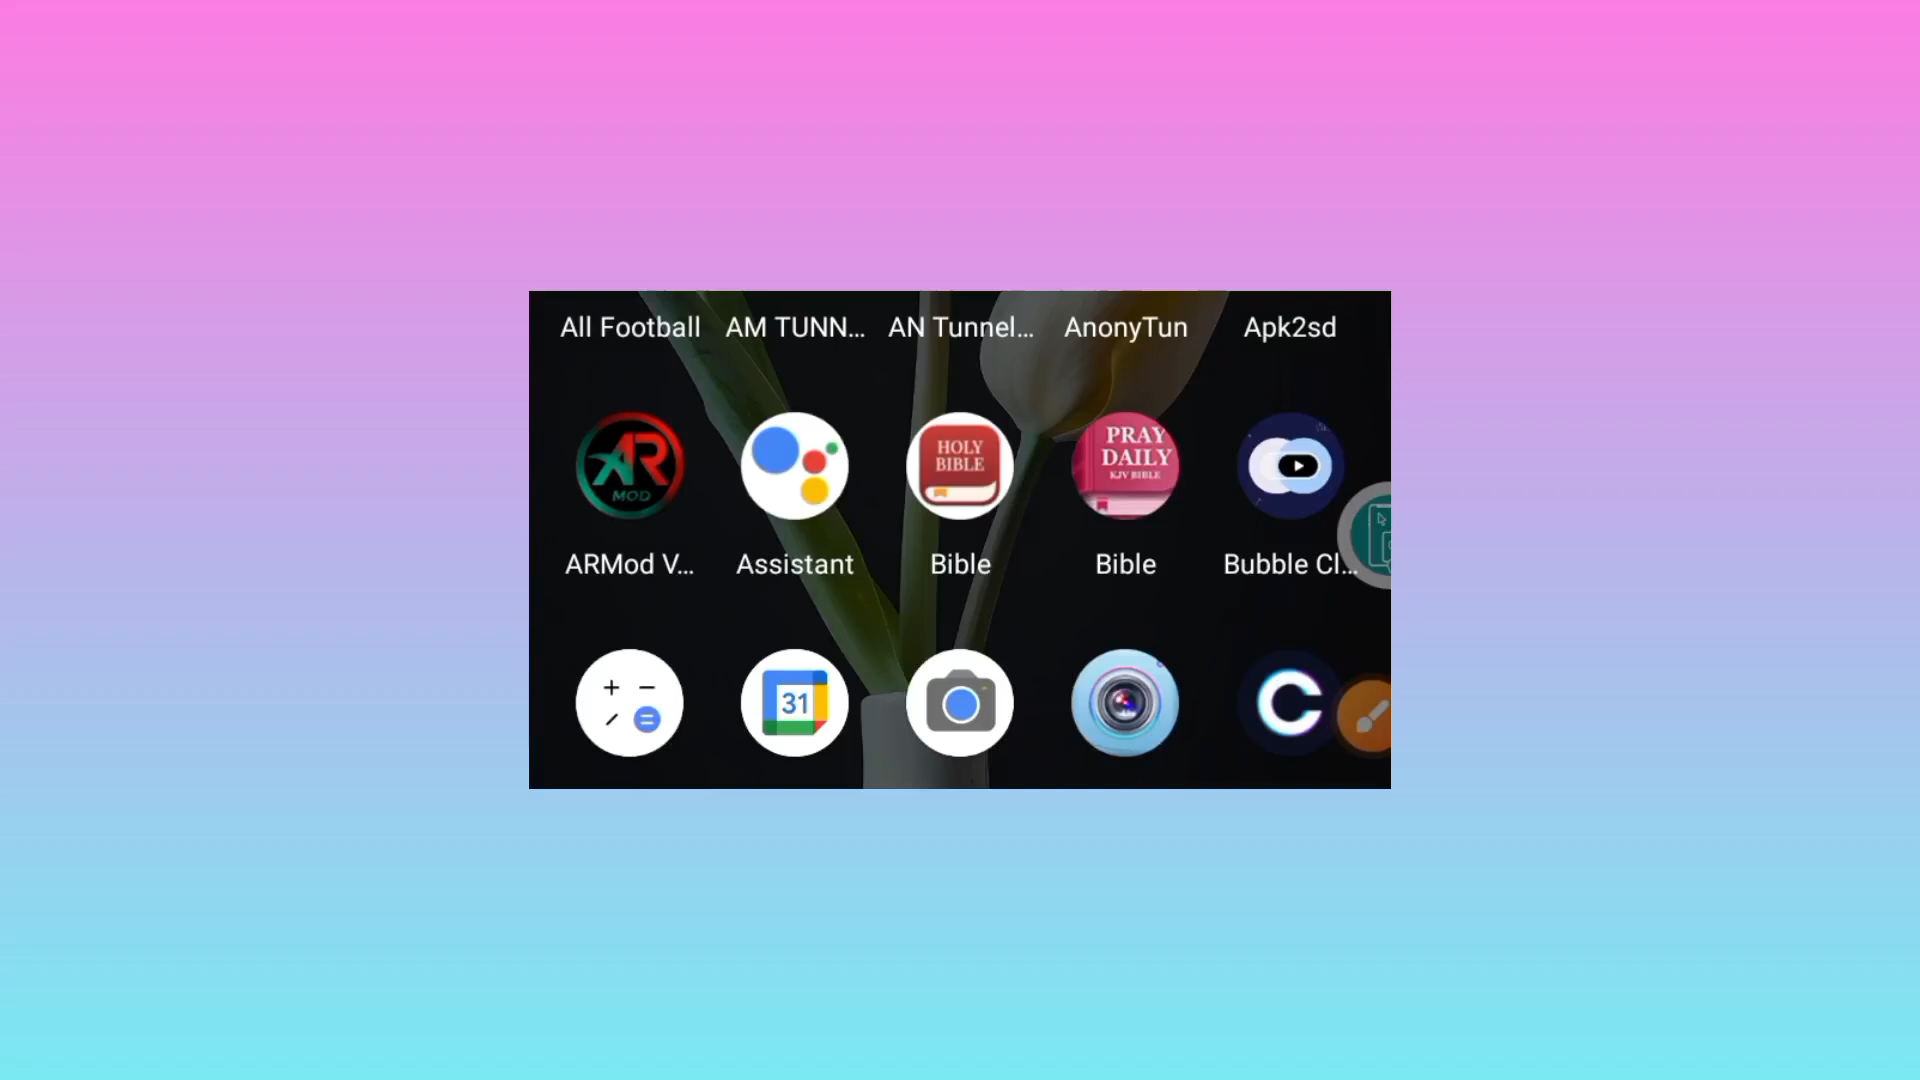 All Football AM TUNN... AN Tunnel... AnonyTun Apk2sd
AR
MOD
HOLY
BIBLE
PRAY
DAILY
KJV BIBLE
ARMod V... Assistant Bible Bible Bubble Cl...
+ −
/ =
31
C